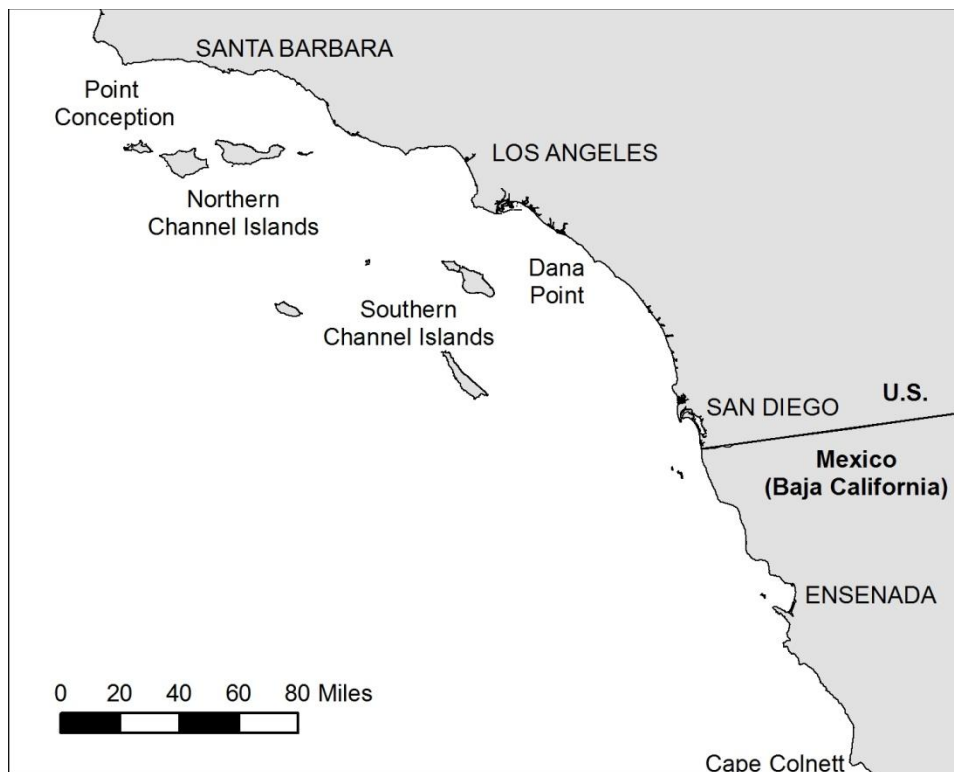 SANTA BARBARA
Point
Conception
Northern
Channel Islands
LOS ANGELES
Dana
Point
Southern
Channel Islands
SAN DIEGO
U.S.
Mexico
(Baja California)
ENSENADA
0 20 40 60 80 Miles
Cape Colnett